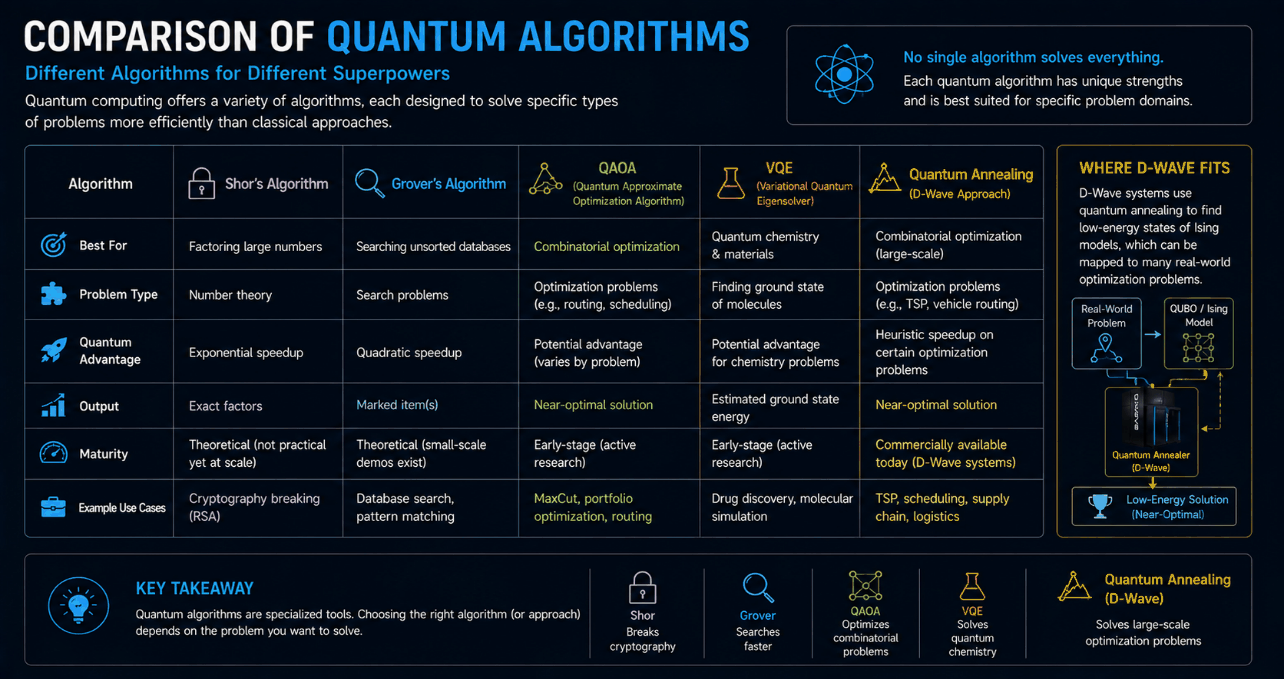 COMPARISON OF QUANTUM ALGORITHMS
Different Algorithms for Different Superpowers
Quantum computing offers a variety of algorithms, each designed to solve specific types
of problems more efficiently than classical approaches.
No single algorithm solves everything.
Each quantum algorithm has unique strengths
and is best suited for specific problem domains.
Algorithm
Shor's Algorithm
Grover's Algorithm
QAOA
(Quantum Approximate
Optimization Algorithm)
VQE
(Variational Quantum
Eigensolver)
Quantum Annealing
(D-Wave Approach)
Best For
Factoring large numbers
Searching unsorted databases
Combinatorial optimization
Quantum chemistry
& materials
Combinatorial optimization
(large-scale)
Problem Type
Number theory
Search problems
Optimization problems
(e.g., routing, scheduling)
Finding ground state
of molecules
Optimization problems
(e.g., TSP, vehicle routing)
Quantum
Advantage
Exponential speedup
Quadratic speedup
Potential advantage
(varies by problem)
Potential advantage
for chemistry problems
Heuristic speedup on
certain optimization
problems
Output
Exact factors
Marked item(s)
Near-optimal solution
Estimated ground state
energy
Near-optimal solution
Maturity
Theoretical (not practical
yet at scale)
Theoretical (small-scale
demos exist)
Early-stage (active
research)
Early-stage (active
research)
Commercially available
today (D-Wave systems)
Example Use Cases
Cryptography breaking
(RSA)
Database search,
pattern matching
MaxCut, portfolio
optimization, routing
Drug discovery, molecular
simulation
TSP, scheduling, supply
chain, logistics
WHERE D-WAVE FITS
D-Wave systems use
quantum annealing to find
low-energy states of Ising
models, which can be
mapped to many real-world
optimization problems.
Real-World
Problem
QUBO / Ising
Model
Quantum Annealer
(D-Wave)
Low-Energy Solution
(Near-Optimal)
KEY TAKEAWAY
Quantum algorithms are specialized tools. Choosing the right algorithm (or approach)
depends on the problem you want to solve.
Shor
Breaks
cryptography
Grover
Searches
faster
QAOA
Optimizes
combinatorial
problems
VQE
Solves
quantum
chemistry
Quantum Annealing
(D-Wave)
Solves large-scale
optimization problems